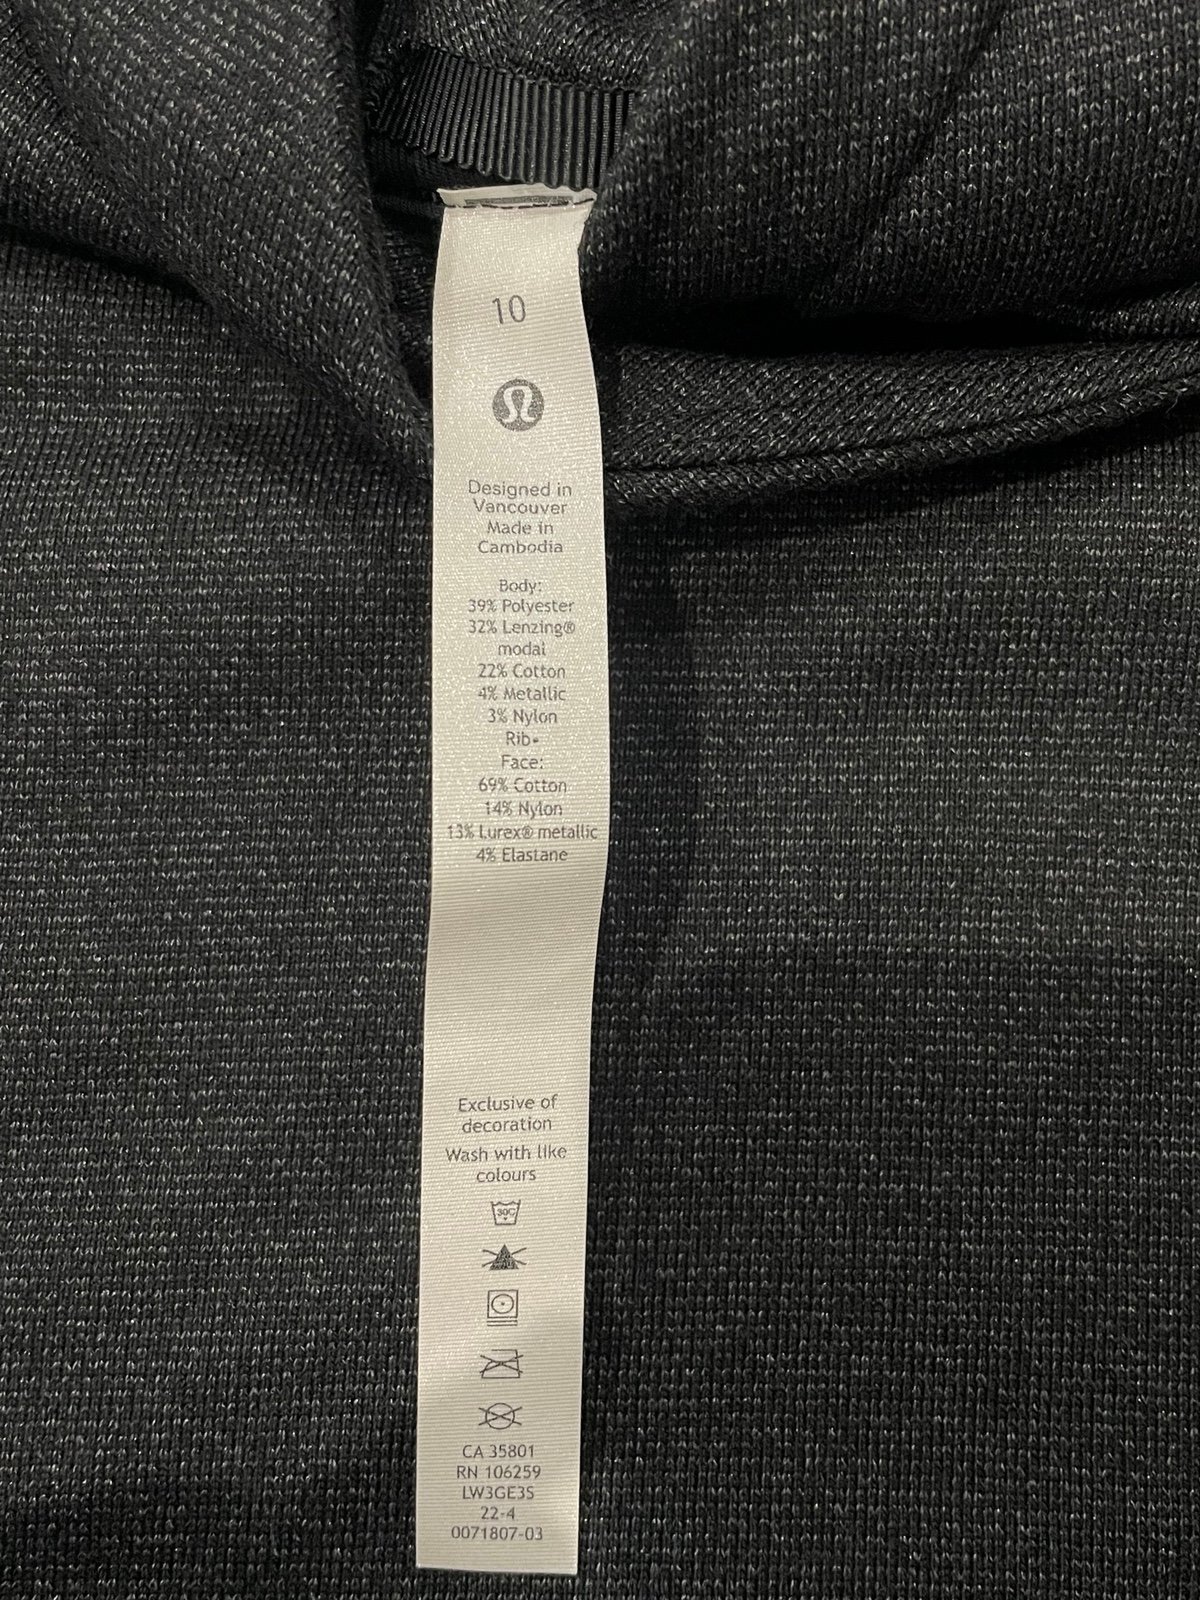 10
Designed in
Vancouver
Made in
Cambodia
Body:
39% Polyester
32% Lenzing®
modal
22% Cotton
4% Metallic
3% Nylon
Rib-
Face:
69% Cotton
14% Nylon
13% Lurex® metallic
4% Elastane
Exclusive of
decoration
Wash with like
colours
30C
CA 35801
RN 106259
LW3GE3S
22-4
0071807-03